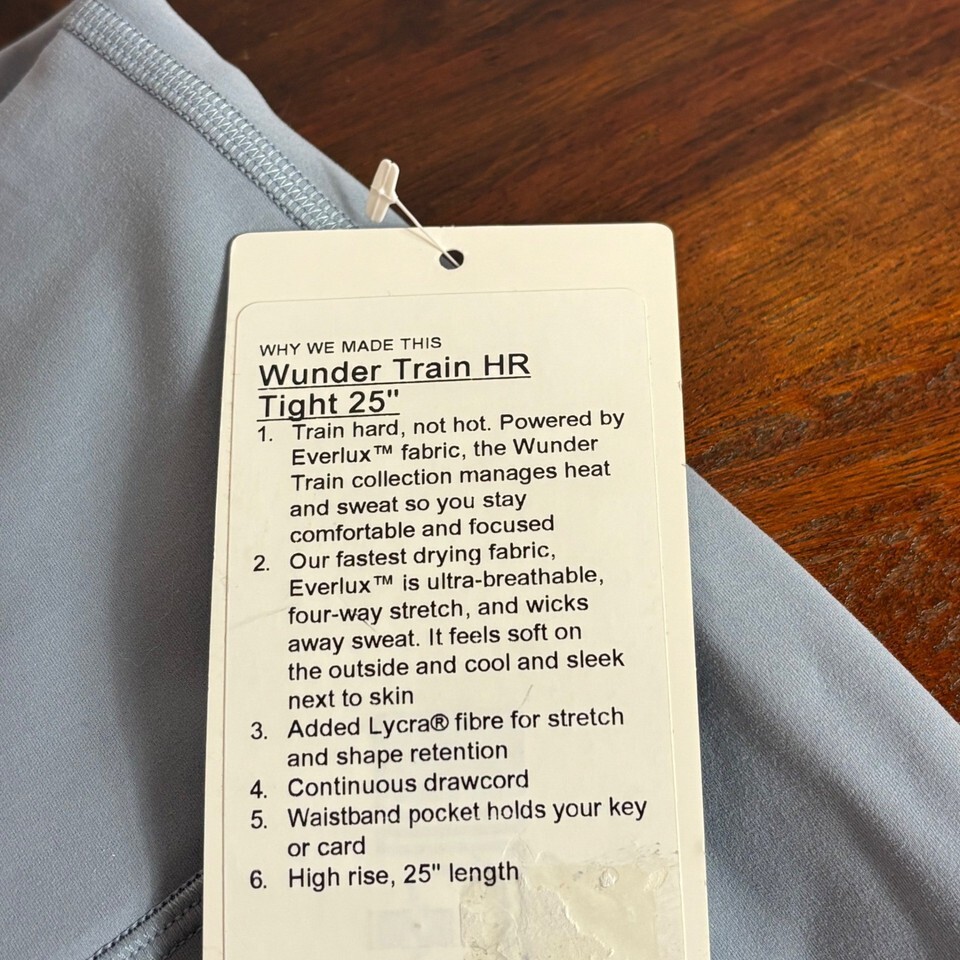 WHY WE MADE THIS
Wunder Train HR
Tight 25"
1. Train hard, not hot. Powered by
Everlux™ fabric, the Wunder
Train collection manages heat
and sweat so you stay
comfortable and focused
2. Our fastest drying fabric,
Everlux™ is ultra-breathable,
four-way stretch, and wicks
away sweat. It feels soft on
the outside and cool and sleek
next to skin
3. Added Lycra® fibre for stretch
and shape retention
4. Continuous drawcord
5. Waistband pocket holds your key
or card
6. High rise, 25" length